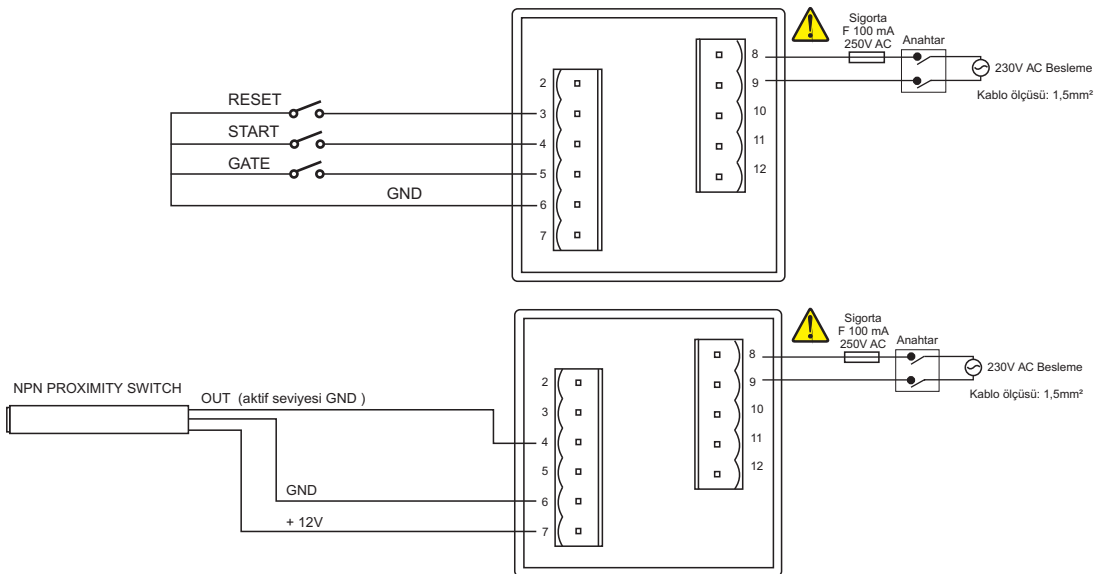 Sigorta
F 100 mA
250V AC
Anahtar
8
230V AC Besleme
2
9
Kablo ölçüsü: 1,5mm²
RESET
3
10
START
4
11
GATE
5
12
GND
6
7
Sigorta
F 100 mA
250V AC
Anahtar
8
230V AC Besleme
NPN PROXIMITY SWITCH
2
9
Kablo ölçüsü: 1,5mm²
OUT (aktif seviyesi GND )
3
10
4
11
5
12
GND
6
+ 12V
7